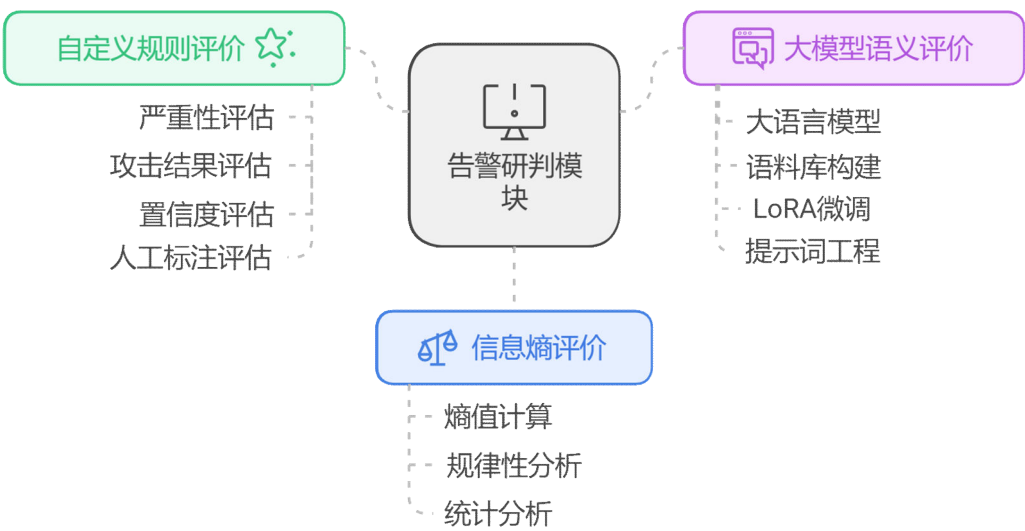 自定义规则评价
严重性评估
攻击结果评估
置信度评估
人工标注评估
告警研判模
块
大模型语义评价
大语言模型
语料库构建
LoRA微调
提示词工程
信息熵评价
熵值计算
规律性分析
统计分析